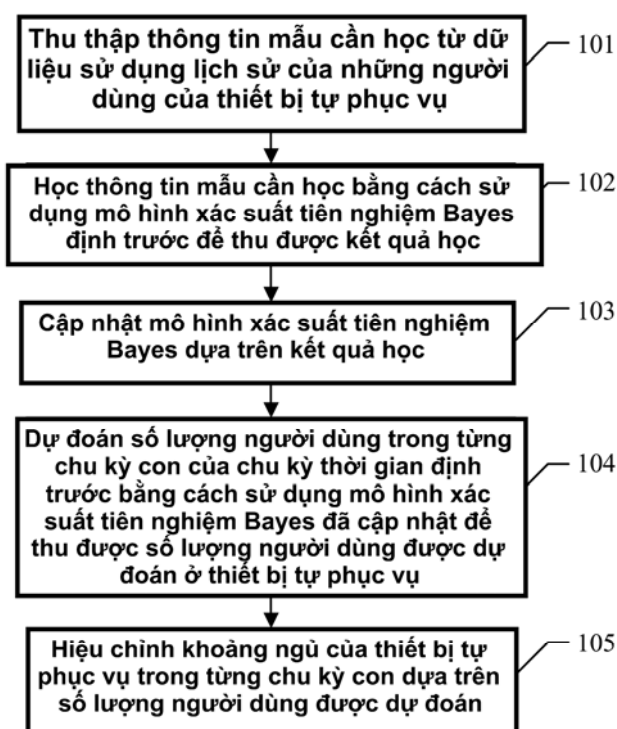 Thu thập thông tin mẫu cần học từ dữ
liệu sử dụng lịch sử của những người
dùng của thiết bị tự phục vụ
101
Học thông tin mẫu cần học bằng cách sử
dụng mô hình xác suất tiên nghiệm Bayes
định trước để thu được kết quả học
102
Cập nhật mô hình xác suất tiên nghiệm
Bayes dựa trên kết quả học
103
Dự đoán số lượng người dùng trong từng
chu kỳ con của chu kỳ thời gian định
trước bằng cách sử dụng mô hình xác
suất tiên nghiệm Bayes đã cập nhật để
thu được số lượng người dùng được dự
đoán ở thiết bị tự phục vụ
104
Hiệu chỉnh khoảng ngủ của thiết bị tự
phục vụ trong từng chu kỳ con dựa trên
số lượng người dùng được dự đoán
105